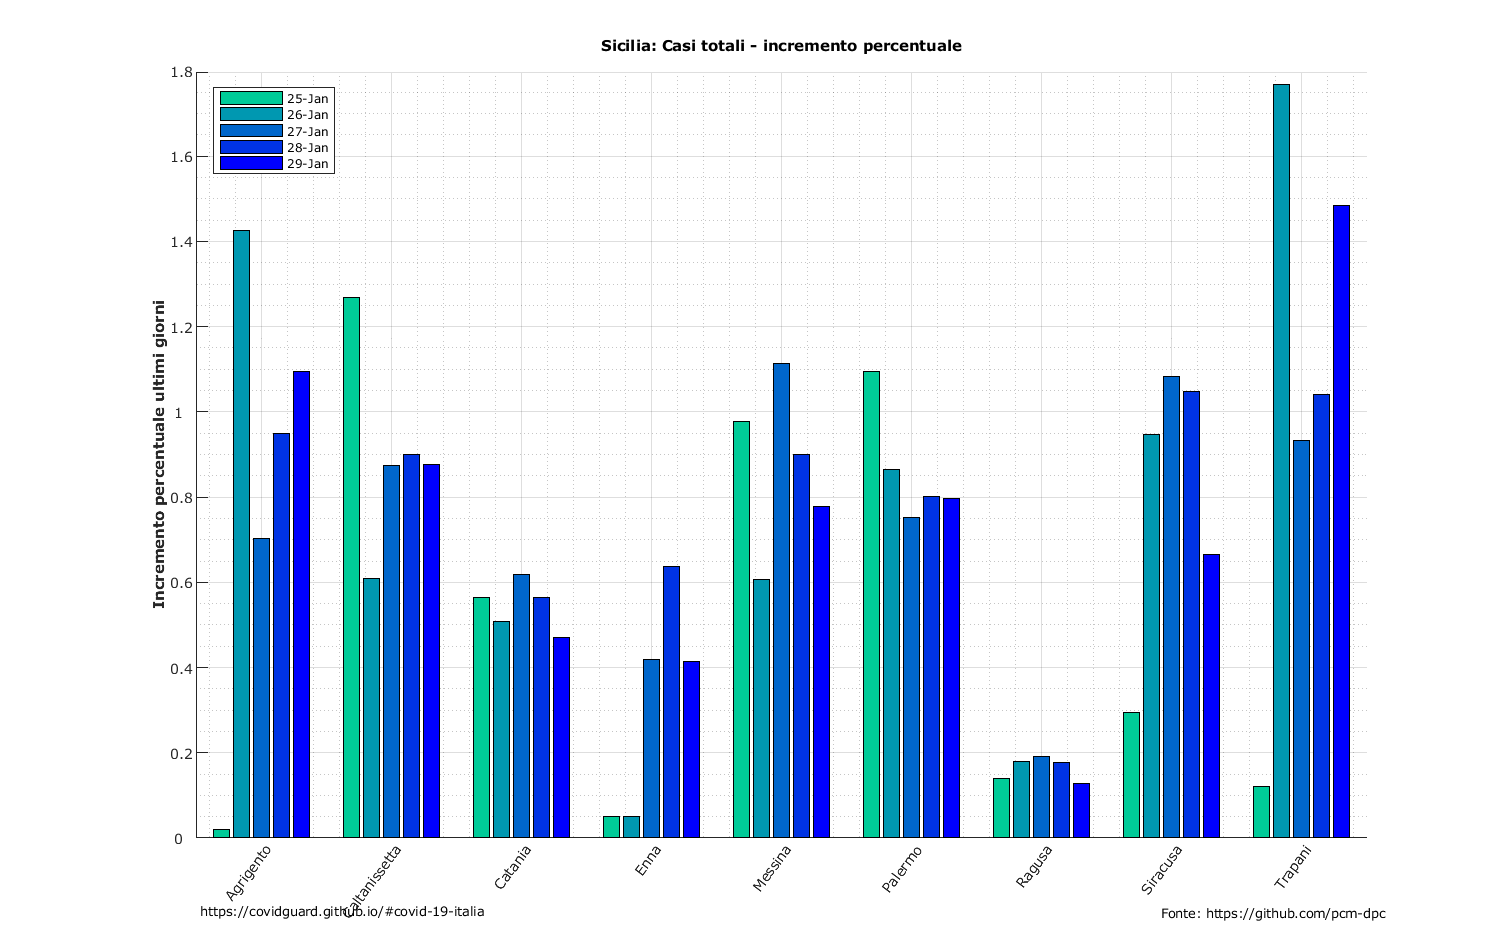 Sicilia: Casi totali - incremento percentuale
Incremento percentuale ultimi giorni
1.8
1.6
1.4
1.2
1
0.8
0.6
0.4
0.2
0
25-Jan
26-Jan
27-Jan
28-Jan
29-Jan
Agrigento
Caltanissetta
Catania
Enna
Messina
Palermo
Ragusa
Siracusa
Trapani
https://covidguard.github.io/#covid-19-italia
Fonte: https://github.com/pcm-dpc